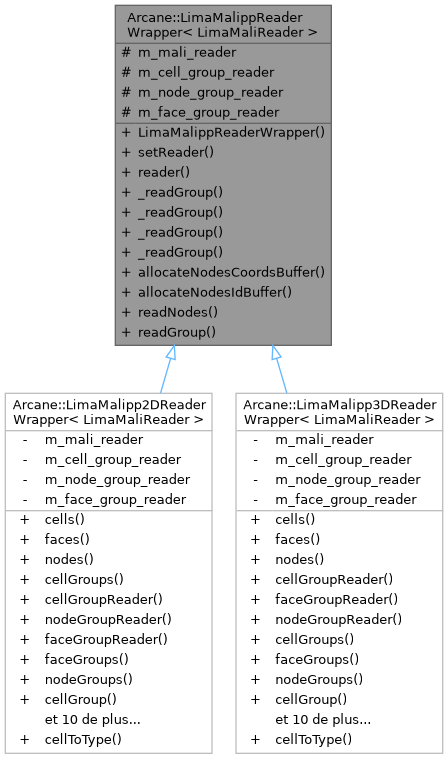 Arcane::LimaMalippReader
Wrapper< LimaMaliReader >
# m_mali_reader
# m_cell_group_reader
# m_node_group_reader
# m_face_group_reader
+ LimaMalippReaderWrapper()
+ setReader()
+ reader()
+ _readGroup()
+ _readGroup()
+ _readGroup()
+ _readGroup()
+ allocateNodesCoordsBuffer()
+ allocateNodesIdBuffer()
+ readNodes()
+ readGroup()
Arcane::LimaMalipp2DReader
Wrapper< LimaMaliReader >
- m_mali_reader
- m_cell_group_reader
- m_node_group_reader
- m_face_group_reader
+ cells()
+ faces()
+ nodes()
+ cellGroups()
+ cellGroupReader()
+ nodeGroupReader()
+ faceGroupReader()
+ faceGroups()
+ nodeGroups()
+ cellGroup()
et 10 de plus...
+ cellToType()
Arcane::LimaMalipp3DReader
Wrapper< LimaMaliReader >
- m_mali_reader
- m_cell_group_reader
- m_node_group_reader
- m_face_group_reader
+ cells()
+ faces()
+ nodes()
+ cellGroupReader()
+ faceGroupReader()
+ nodeGroupReader()
+ cellGroups()
+ faceGroups()
+ nodeGroups()
+ cellGroup()
et 10 de plus...
+ cellToType()